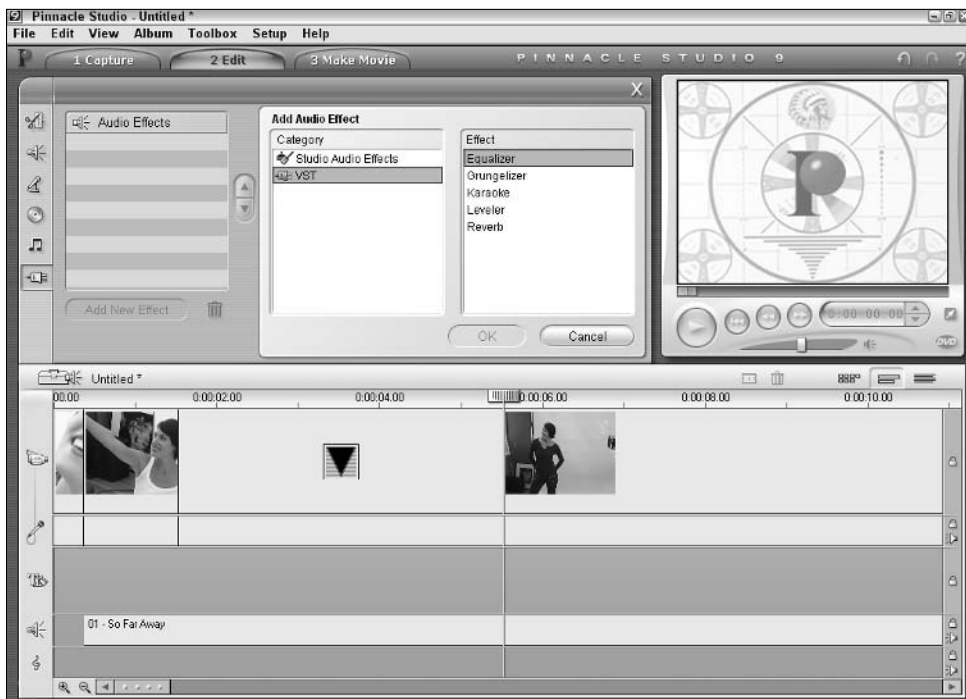 Pinnacle Studio - Untitled *
File Edit View Album Toolbox Setup Help
1 Capture 2 Edit 3 Make Movie PINNACLE STUDIO 9 ?
X
Audio Effects
Add Audio Effect
Category
Studio Audio Effects
VST
Effect
Equalizer
Grungelizer
Karaoke
Leveler
Reverb
Add New Effect
OK Cancel
P
0:00:00:00
DVD
Untitled *
00:00 0:00:02.00 0:00:04.00 0:00:06.00 0:00:08.00 0:00:10.00
01 - So Far Away